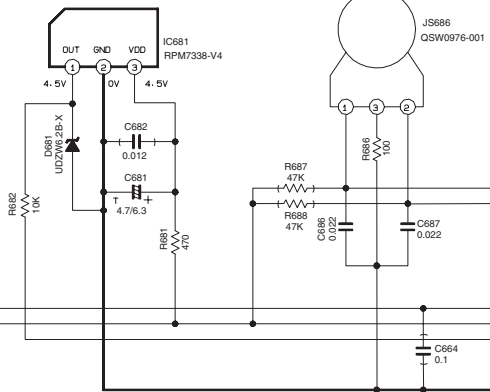 IC681
RPM7338-V4
JS686
QSW0976-001
OUT GND VDD
1 2 3
4.5V 0V 4.5V
1 3 2
D681
UDZW6.2B-X
C682
0.012
R686
100
R687
47K
R682
10K
C681
T +
4.7/6.3
R681
470
R688
47K
C686
0.022
C687
0.022
C664
0.1